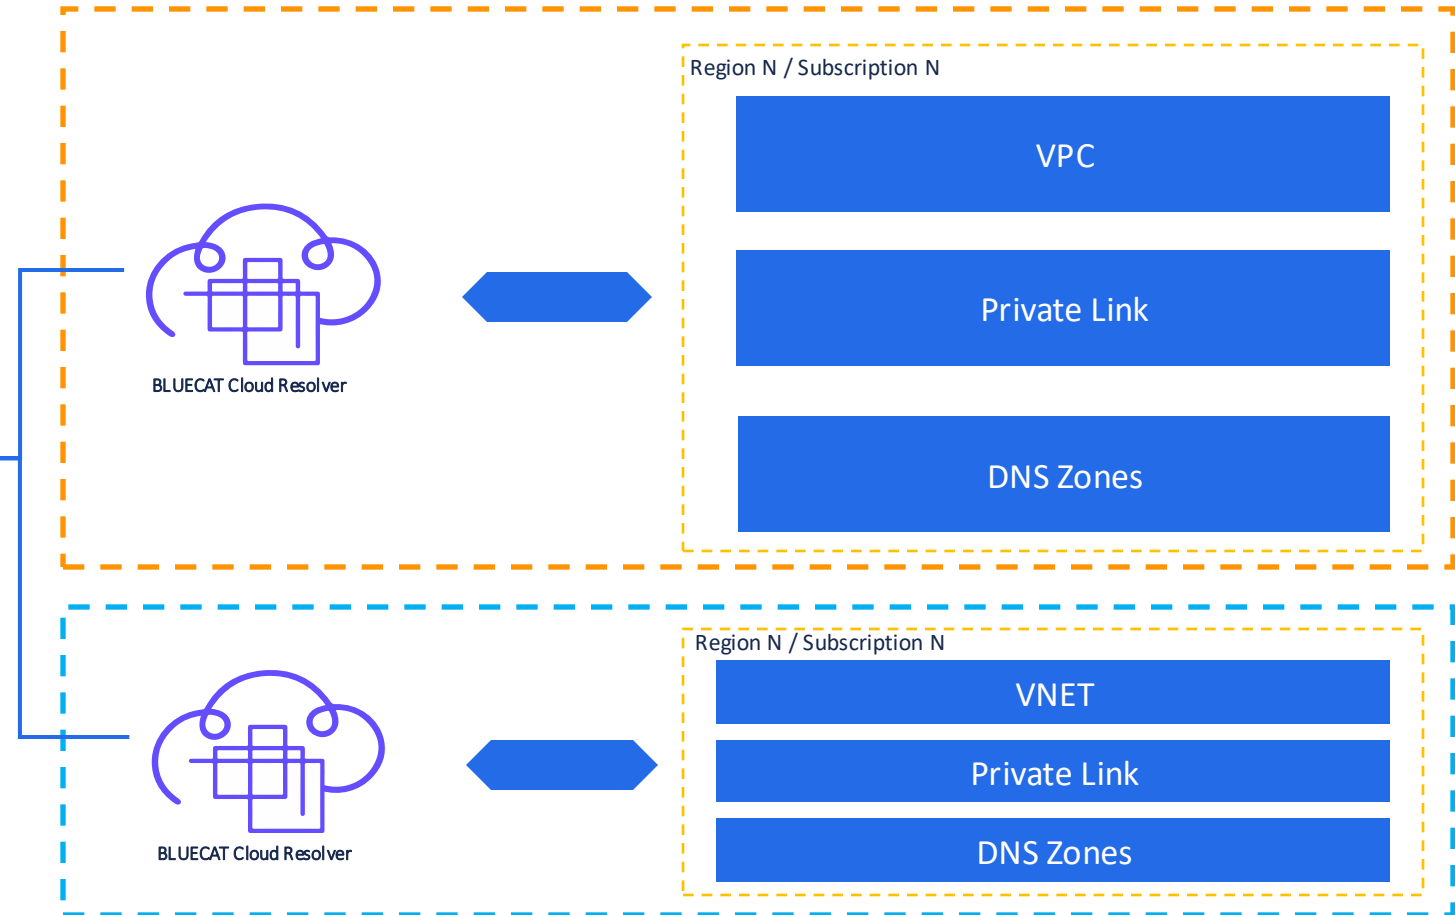 Region N / Subscription N
VPC
Private Link
DNS Zones
BLUECAT Cloud Resolver
Region N / Subscription N
VNET
Private Link
DNS Zones
BLUECAT Cloud Resolver